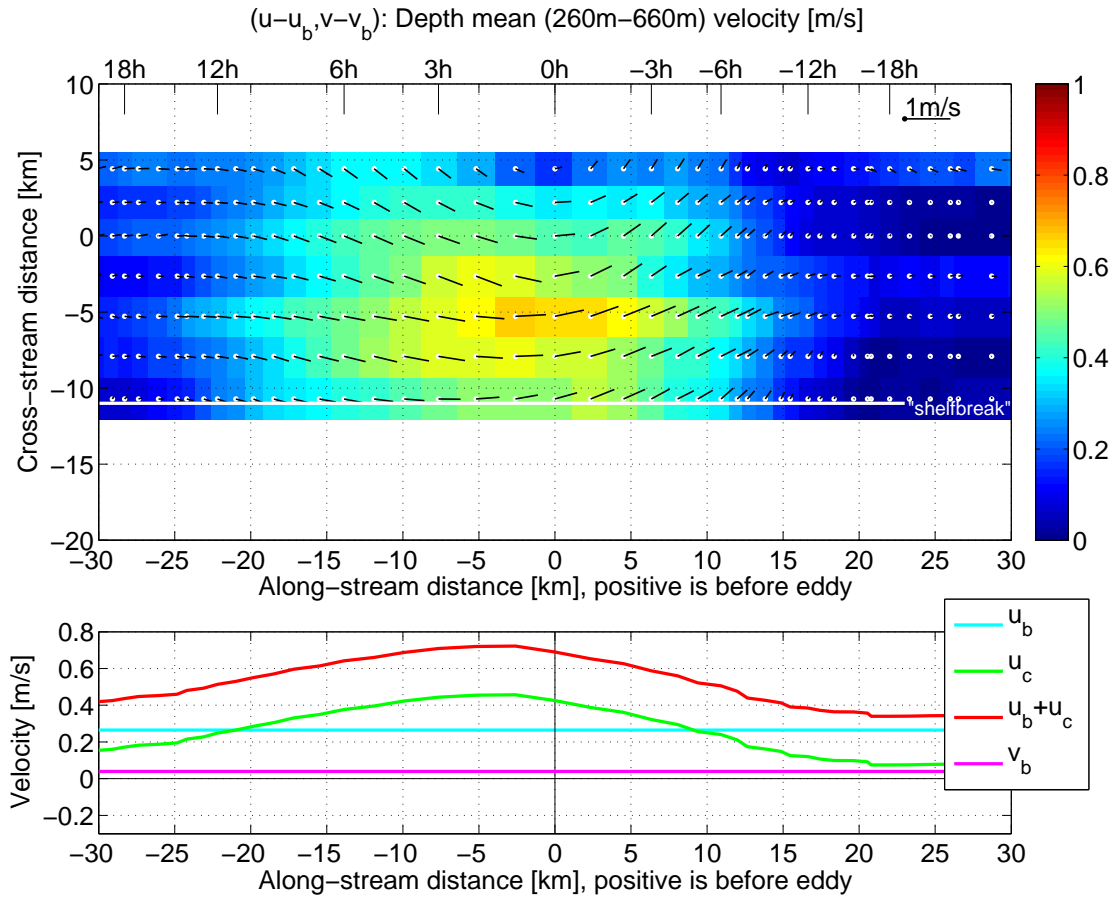 (u−u_b,v−v_b): Depth mean (260m−660m) velocity [m/s]
18h 12h 6h 3h 0h −3h −6h −12h −18h
1m/s
10
5
0
−5
−10
−15
−20
Cross−stream distance [km]
"shelfbreak"
−30 −25 −20 −15 −10 −5 0 5 10 15 20 25 30
Along−stream distance [km], positive is before eddy
1
0.8
0.6
0.4
0.2
0
0.8
0.6
0.4
0.2
0
−0.2
Velocity [m/s]
u_b
u_c
u_b+u_c
v_b
−30 −25 −20 −15 −10 −5 0 5 10 15 20 25 30
Along−stream distance [km], positive is before eddy